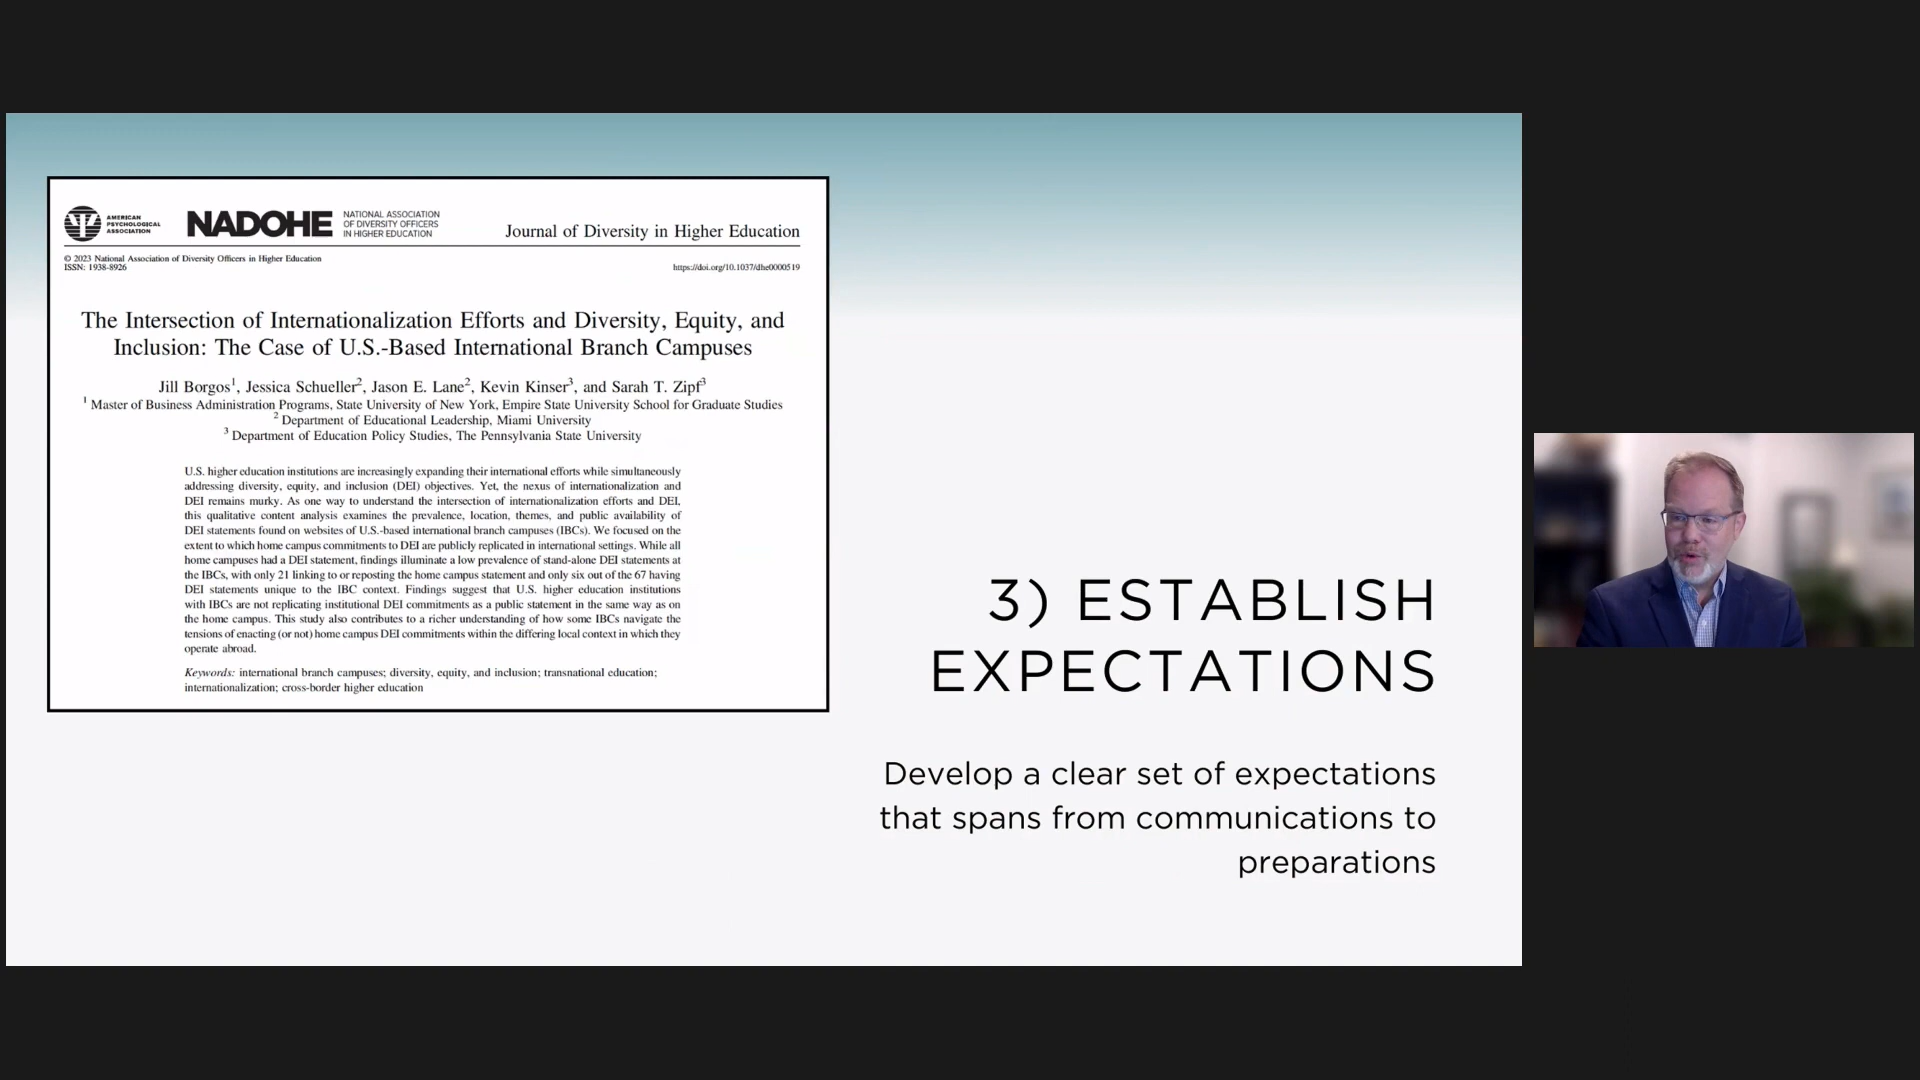 AMERICAN
PSYCHOLOGICAL
ASSOCIATION
NADOHE
NATIONAL ASSOCIATION
OF DIVERSITY OFFICERS
IN HIGHER EDUCATION
Journal of Diversity in Higher Education
© 2023 National Association of Diversity Officers in Higher Education
ISSN: 1938-8926
https://doi.org/10.1037/dhe0000519
The Intersection of Internationalization Efforts and Diversity, Equity, and
Inclusion: The Case of U.S.-Based International Branch Campuses
Jill Borgos1, Jessica Schueller2, Jason E. Lane2, Kevin Kinser3, and Sarah T. Zipf3
1 Master of Business Administration Programs, State University of New York, Empire State University School for Graduate Studies
2 Department of Educational Leadership, Miami University
3 Department of Education Policy Studies, The Pennsylvania State University
U.S. higher education institutions are increasingly expanding their international efforts while simultaneously
addressing diversity, equity, and inclusion (DEI) objectives. Yet, the nexus of internationalization and
DEI remains murky. As one way to understand the intersection of internationalization efforts and DEI,
this qualitative content analysis examines the prevalence, location, themes, and public availability of
DEI statements found on websites of U.S.-based international branch campuses (IBCs). We focused on the
extent to which home campus commitments to DEI are publicly replicated in international settings. While all
home campuses had a DEI statement, findings illuminate a low prevalence of stand-alone DEI statements at
the IBCs, with only 21 linking to or reposting the home campus statement and only six out of the 67 having
DEI statements unique to the IBC context. Findings suggest that U.S. higher education institutions
with IBCs are not replicating institutional DEI commitments as a public statement in the same way as on
the home campus. This study also contributes to a richer understanding of how some IBCs navigate the
tensions of enacting (or not) home campus DEI commitments within the differing local context in which they
operate abroad.
Keywords: international branch campuses; diversity, equity, and inclusion; transnational education;
internationalization; cross-border higher education
3) ESTABLISH
EXPECTATIONS
Develop a clear set of expectations
that spans from communications to
preparations